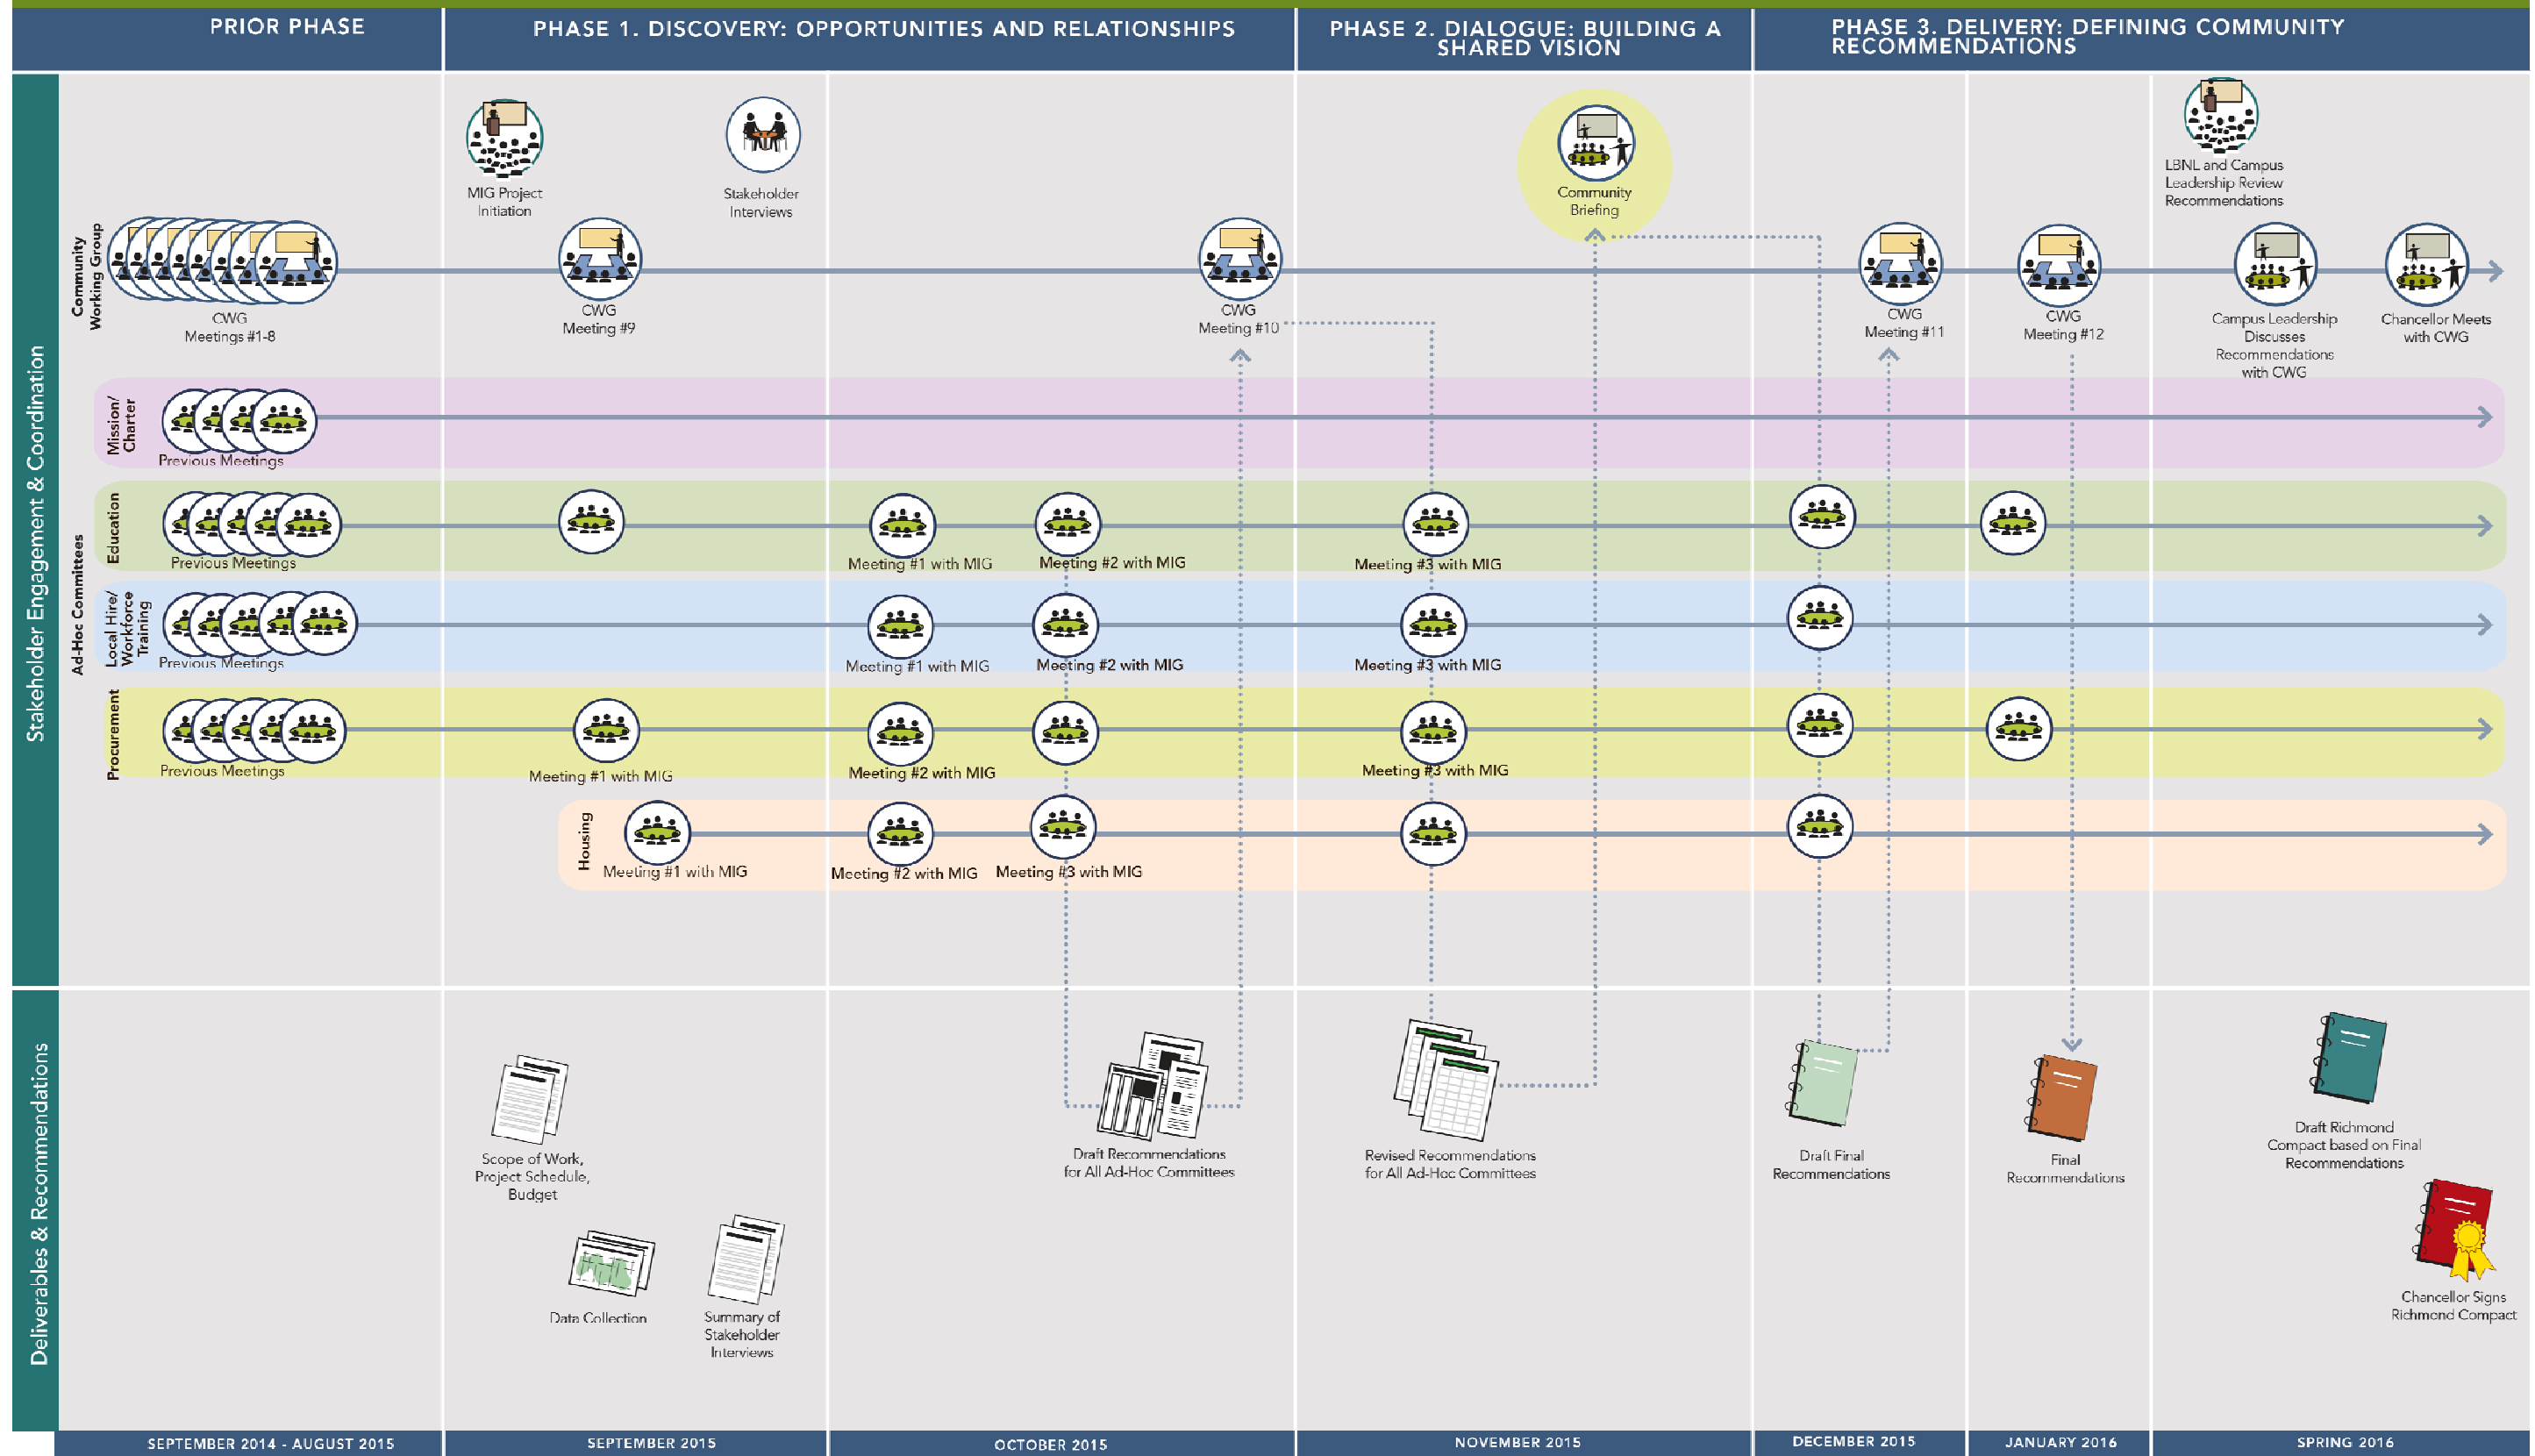 PRIOR PHASE
PHASE 1. DISCOVERY: OPPORTUNITIES AND RELATIONSHIPS
PHASE 2. DIALOGUE: BUILDING A
SHARED VISION
PHASE 3. DELIVERY: DEFINING COMMUNITY
RECOMMENDATIONS
Stakeholder Engagement & Coordination
Community
Working Group
MIG Project
Initiation
Stakeholder
Interviews
Community
Briefing
LBNL and Campus
Leadership Review
Recommendations
CWG
Meetings #1-8
CWG
Meeting #9
CWG
Meeting #10
CWG
Meeting #11
CWG
Meeting #12
Campus Leadership
Discusses
Recommendations
with CWG
Chancellor Meets
with CWG
Ad-Hoc Committees
Mission/
Charter
Previous Meetings
Education
Previous Meetings
Meeting #1 with MIG
Meeting #2 with MIG
Meeting #3 with MIG
Local Hire/
Workforce
Training
Previous Meetings
Meeting #1 with MIG
Meeting #2 with MIG
Meeting #3 with MIG
Procurement
Previous Meetings
Meeting #1 with MIG
Meeting #2 with MIG
Meeting #3 with MIG
Housing
Meeting #1 with MIG
Meeting #2 with MIG
Meeting #3 with MIG
Deliverables & Recommendations
Scope of Work,
Project Schedule,
Budget
Data Collection
Summary of
Stakeholder
Interviews
Draft Recommendations
for All Ad-Hoc Committees
Revised Recommendations
for All Ad-Hoc Committees
Draft Final
Recommendations
Final
Recommendations
Draft Richmond
Compact based on Final
Recommendations
Chancellor Signs
Richmond Compact
SEPTEMBER 2014 - AUGUST 2015
SEPTEMBER 2015
OCTOBER 2015
NOVEMBER 2015
DECEMBER 2015
JANUARY 2016
SPRING 2016